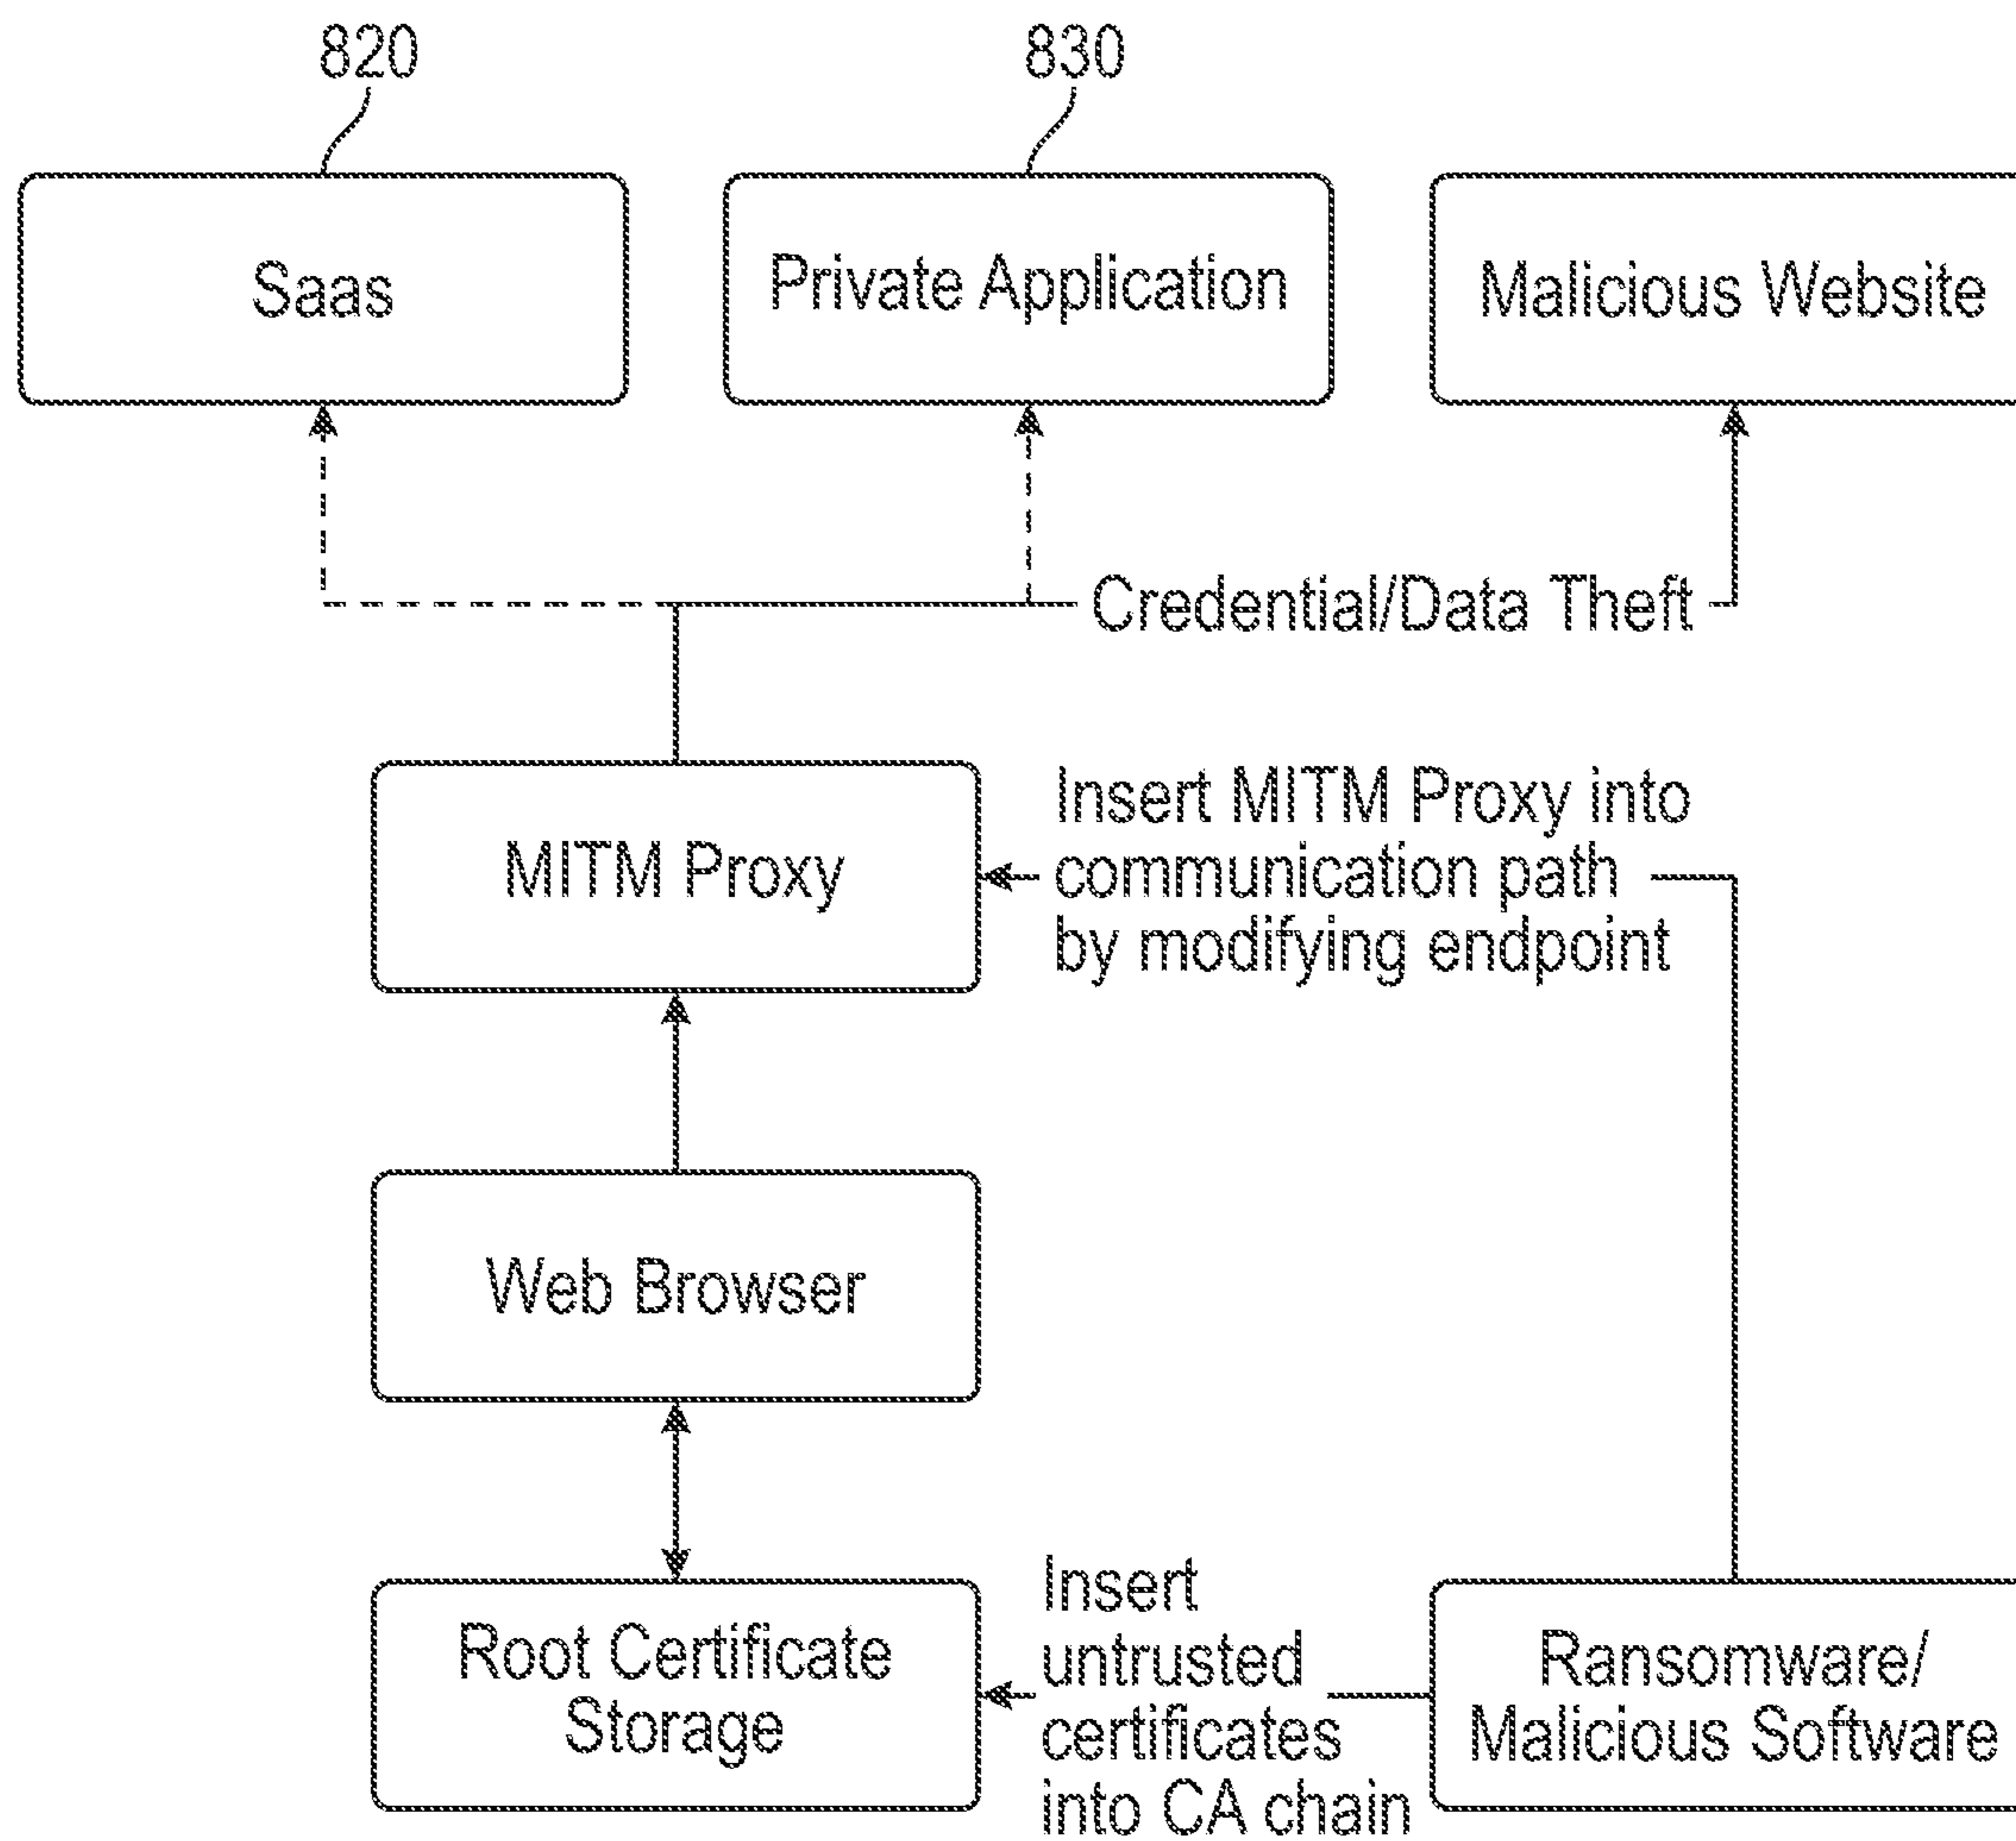 820
830
Saas
Private Application
Malicious Website
Credential/Data Theft
MITM Proxy
Insert MITM Proxy into
communication path
by modifying endpoint
Web Browser
Root Certificate
Storage
Insert
untrusted
certificates
into CA chain
Ransomware/
Malicious Software